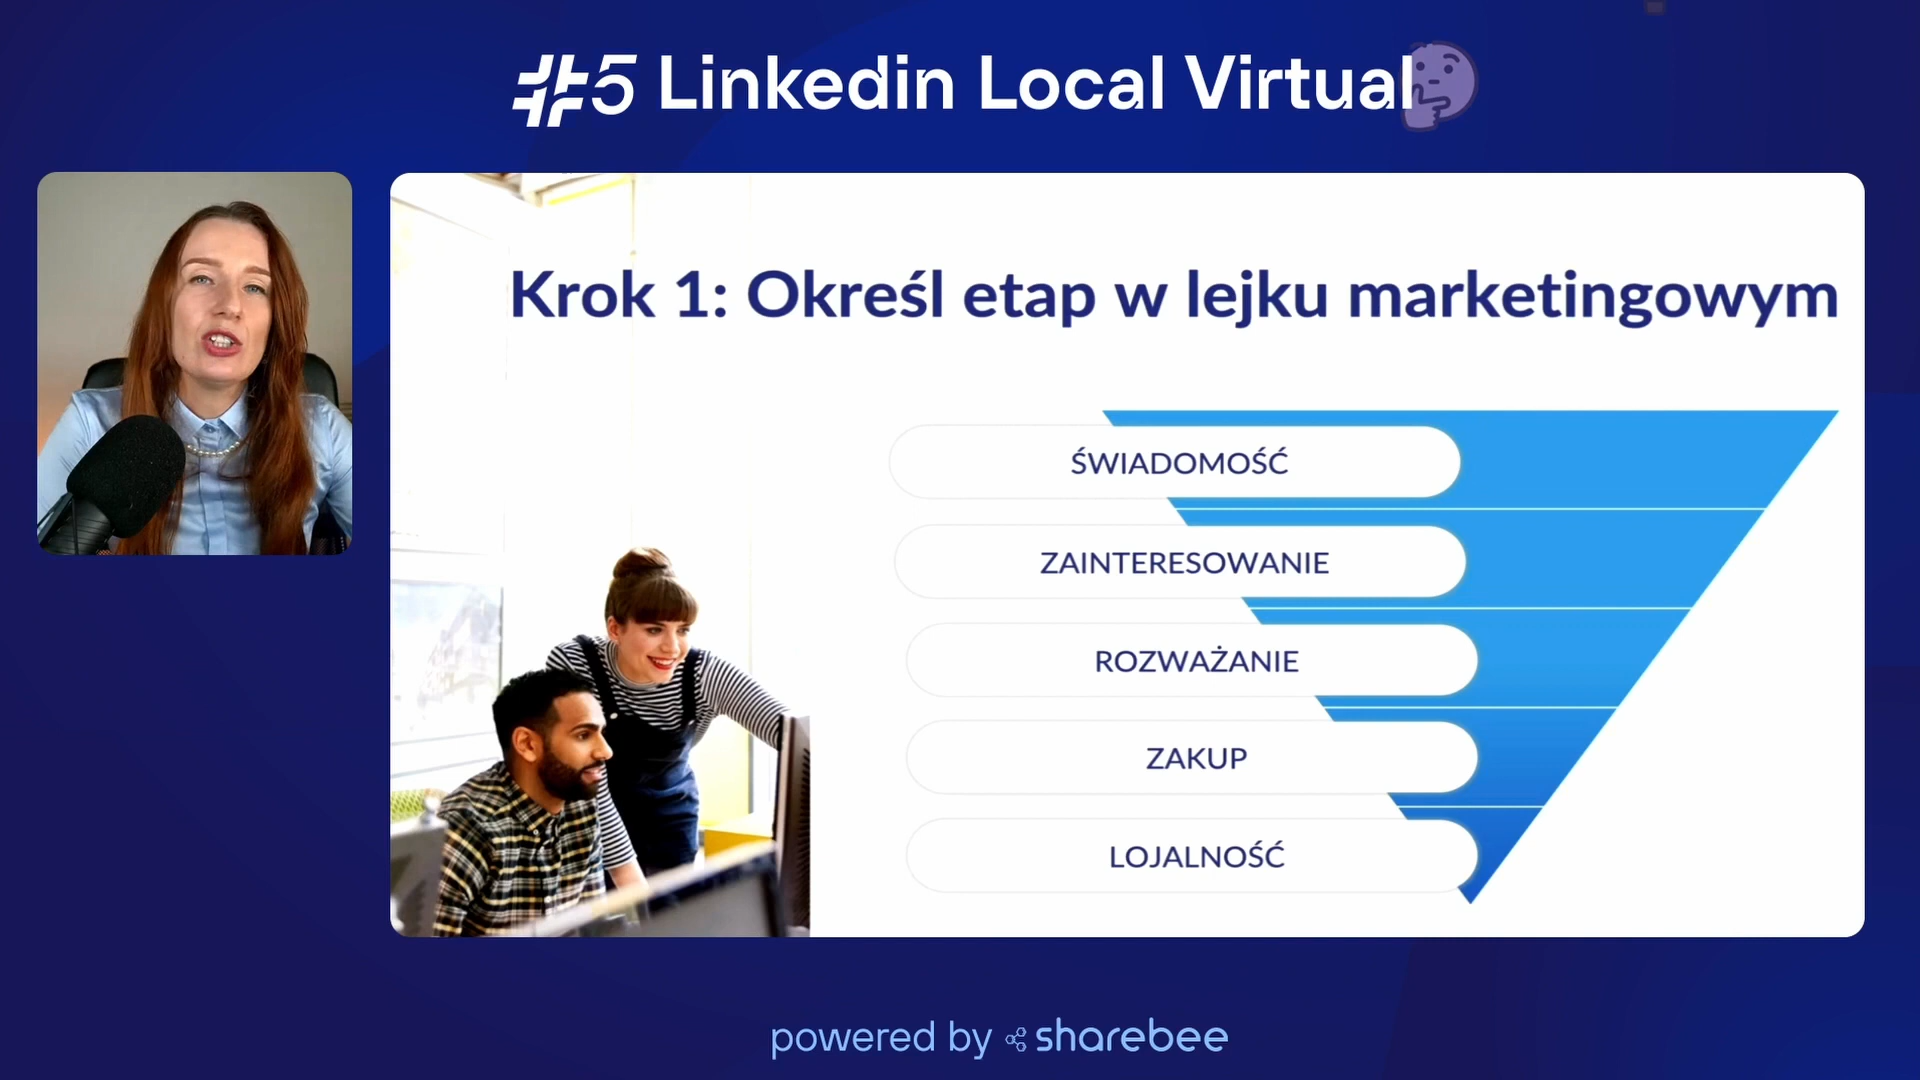 #5 Linkedin Local Virtual
Krok 1: Określ etap w lejku marketingowym
ŚWIADOMOŚĆ
ZAINTERESOWANIE
ROZWAŻANIE
ZAKUP
LOJALNOŚĆ
powered by sharebee